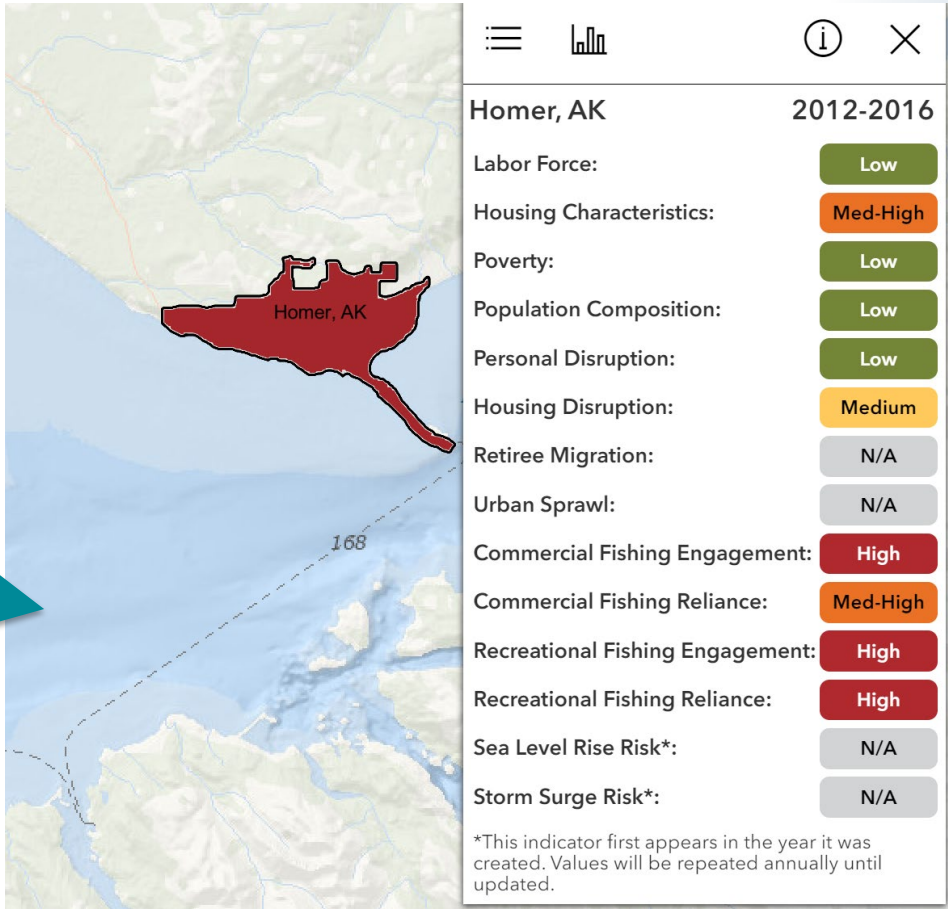 Homer, AK 2012-2016
Labor Force: Low
Housing Characteristics: Med-High
Poverty: Low
Population Composition: Low
Personal Disruption: Low
Housing Disruption: Medium
Retiree Migration: N/A
Urban Sprawl: N/A
Commercial Fishing Engagement: High
Commercial Fishing Reliance: Med-High
Recreational Fishing Engagement: High
Recreational Fishing Reliance: High
Sea Level Rise Risk*: N/A
Storm Surge Risk*: N/A
*This indicator first appears in the year it was
created. Values will be repeated annually until
updated.
Homer, AK
168